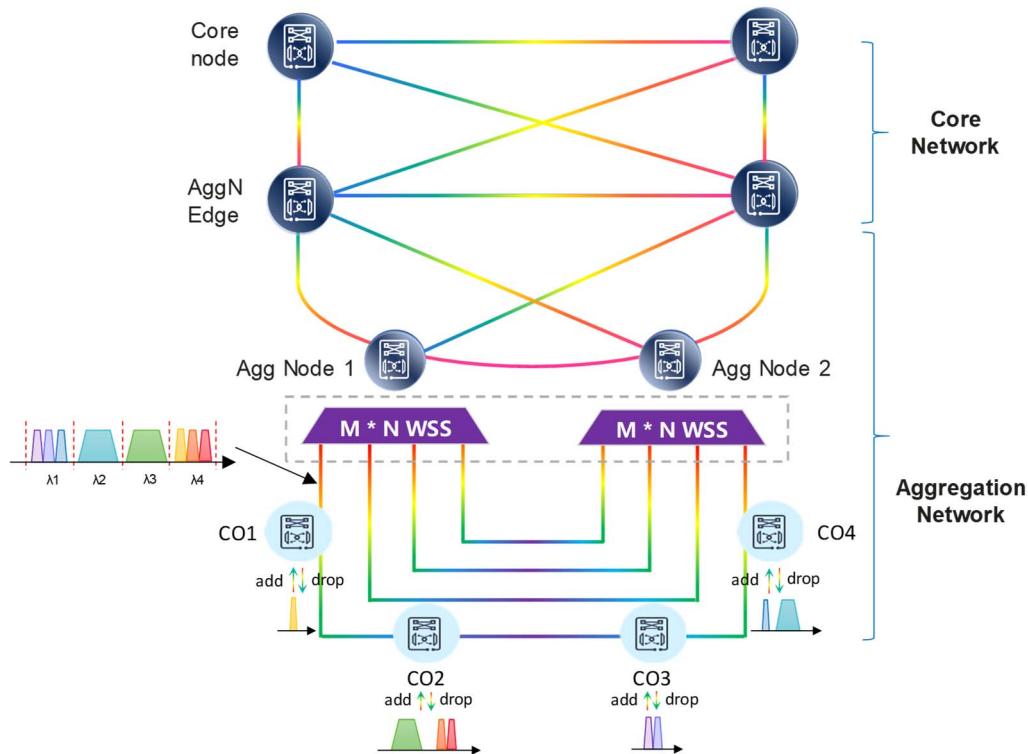 Core
node
Core
Network
AggN
Edge
Agg Node 1
Agg Node 2
M * N WSS
M * N WSS
λ1
λ2
λ3
λ4
Aggregation
Network
CO1
CO4
add
drop
add
drop
CO2
CO3
add
drop
add
drop